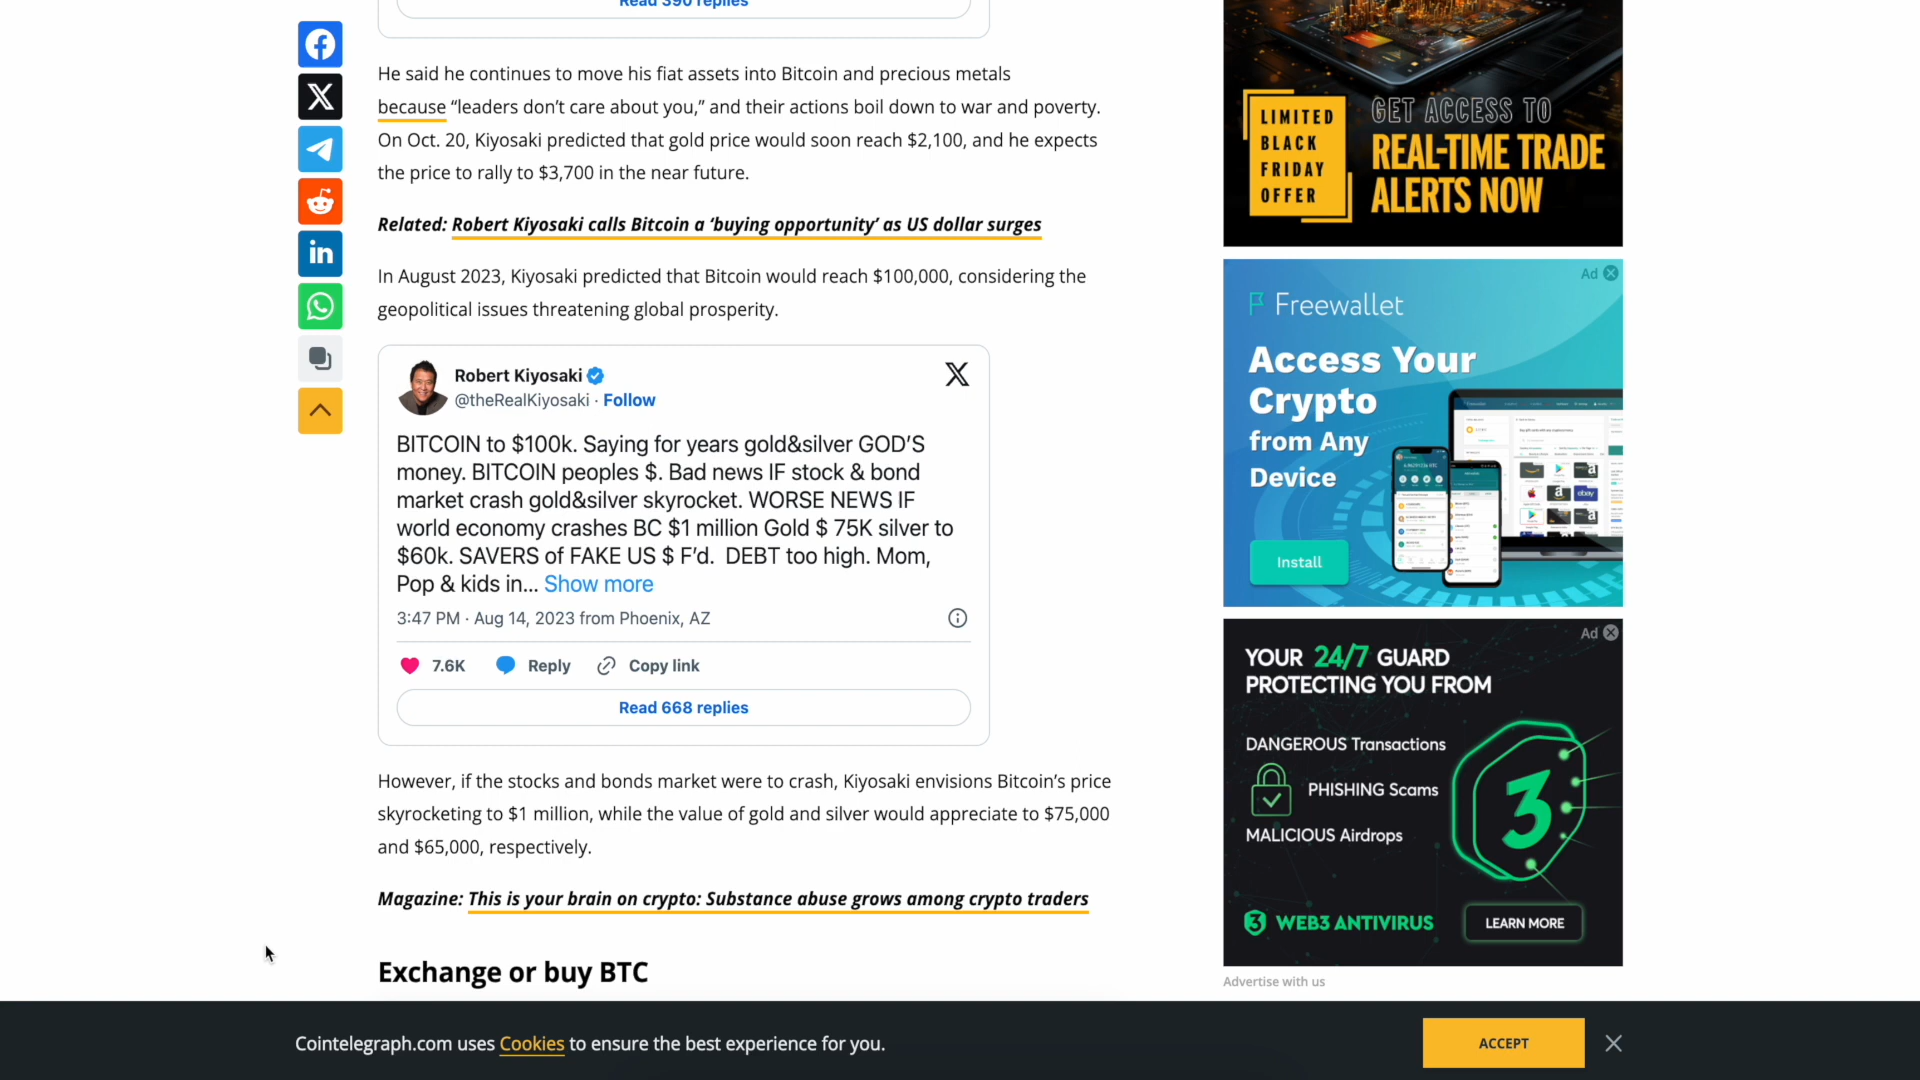 Read 390 replies
He said he continues to move his fiat assets into Bitcoin and precious metals
because “leaders don’t care about you,” and their actions boil down to war and poverty.
On Oct. 20, Kiyosaki predicted that gold price would soon reach $2,100, and he expects
the price to rally to $3,700 in the near future.
Related: Robert Kiyosaki calls Bitcoin a ‘buying opportunity’ as US dollar surges
In August 2023, Kiyosaki predicted that Bitcoin would reach $100,000, considering the
geopolitical issues threatening global prosperity.
Robert Kiyosaki
@theRealKiyosaki · Follow
BITCOIN to $100k. Saying for years gold&silver GOD’S
money. BITCOIN peoples $. Bad news IF stock & bond
market crash gold&silver skyrocket. WORSE NEWS IF
world economy crashes BC $1 million Gold $ 75K silver to
$60k. SAVERS of FAKE US $ F’d.  DEBT too high. Mom,
Pop & kids in... Show more
3:47 PM · Aug 14, 2023 from Phoenix, AZ
7.6K Reply Copy link
Read 668 replies
However, if the stocks and bonds market were to crash, Kiyosaki envisions Bitcoin’s price
skyrocketing to $1 million, while the value of gold and silver would appreciate to $75,000
and $65,000, respectively.
Magazine: This is your brain on crypto: Substance abuse grows among crypto traders
Exchange or buy BTC
LIMITED
BLACK
FRIDAY
OFFER
GET ACCESS TO
REAL-TIME TRADE
ALERTS NOW
Ad
Freewallet
Access Your
Crypto
from Any
Device
Install
Ad
YOUR 24/7 GUARD
PROTECTING YOU FROM
DANGEROUS Transactions
PHISHING Scams
MALICIOUS Airdrops
3
WEB3 ANTIVIRUS
LEARN MORE
Advertise with us
Cointelegraph.com uses Cookies to ensure the best experience for you.
ACCEPT